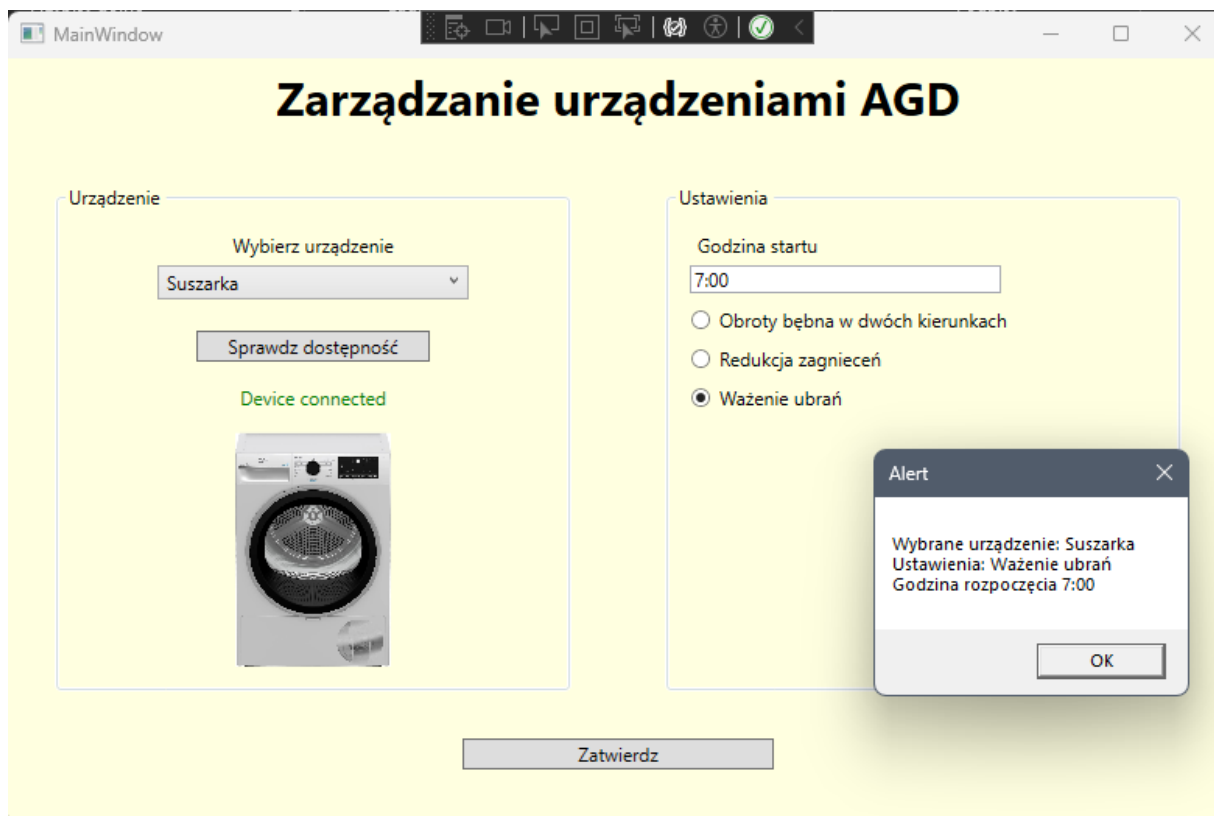 MainWindow
Zarządzanie urządzeniami AGD
Urządzenie
Wybierz urządzenie
Suszarka
Sprawdz dostępność
Device connected
Ustawienia
Godzina startu
7:00
Obroty bębna w dwóch kierunkach
Redukcja zagnieceń
Ważenie ubrań
Alert
Wybrane urządzenie: Suszarka
Ustawienia: Ważenie ubrań
Godzina rozpoczęcia 7:00
OK
Zatwierdz